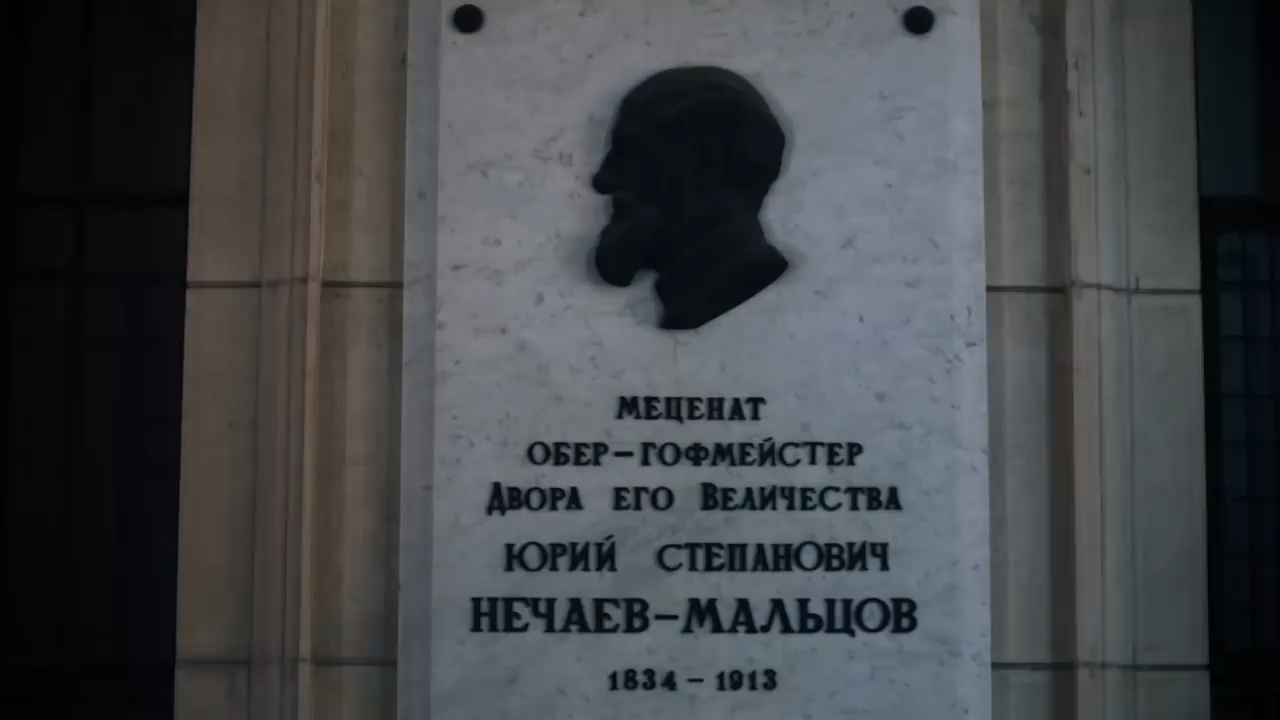 МЕЦЕНАТ
ОБЕР-ГОФМЕЙСТЕР
ДВОРА ЕГО ВЕЛИЧЕСТВА
ЮРИЙ СТЕПАНОВИЧ
НЕЧАЕВ-МАЛЬЦОВ
1834-1913